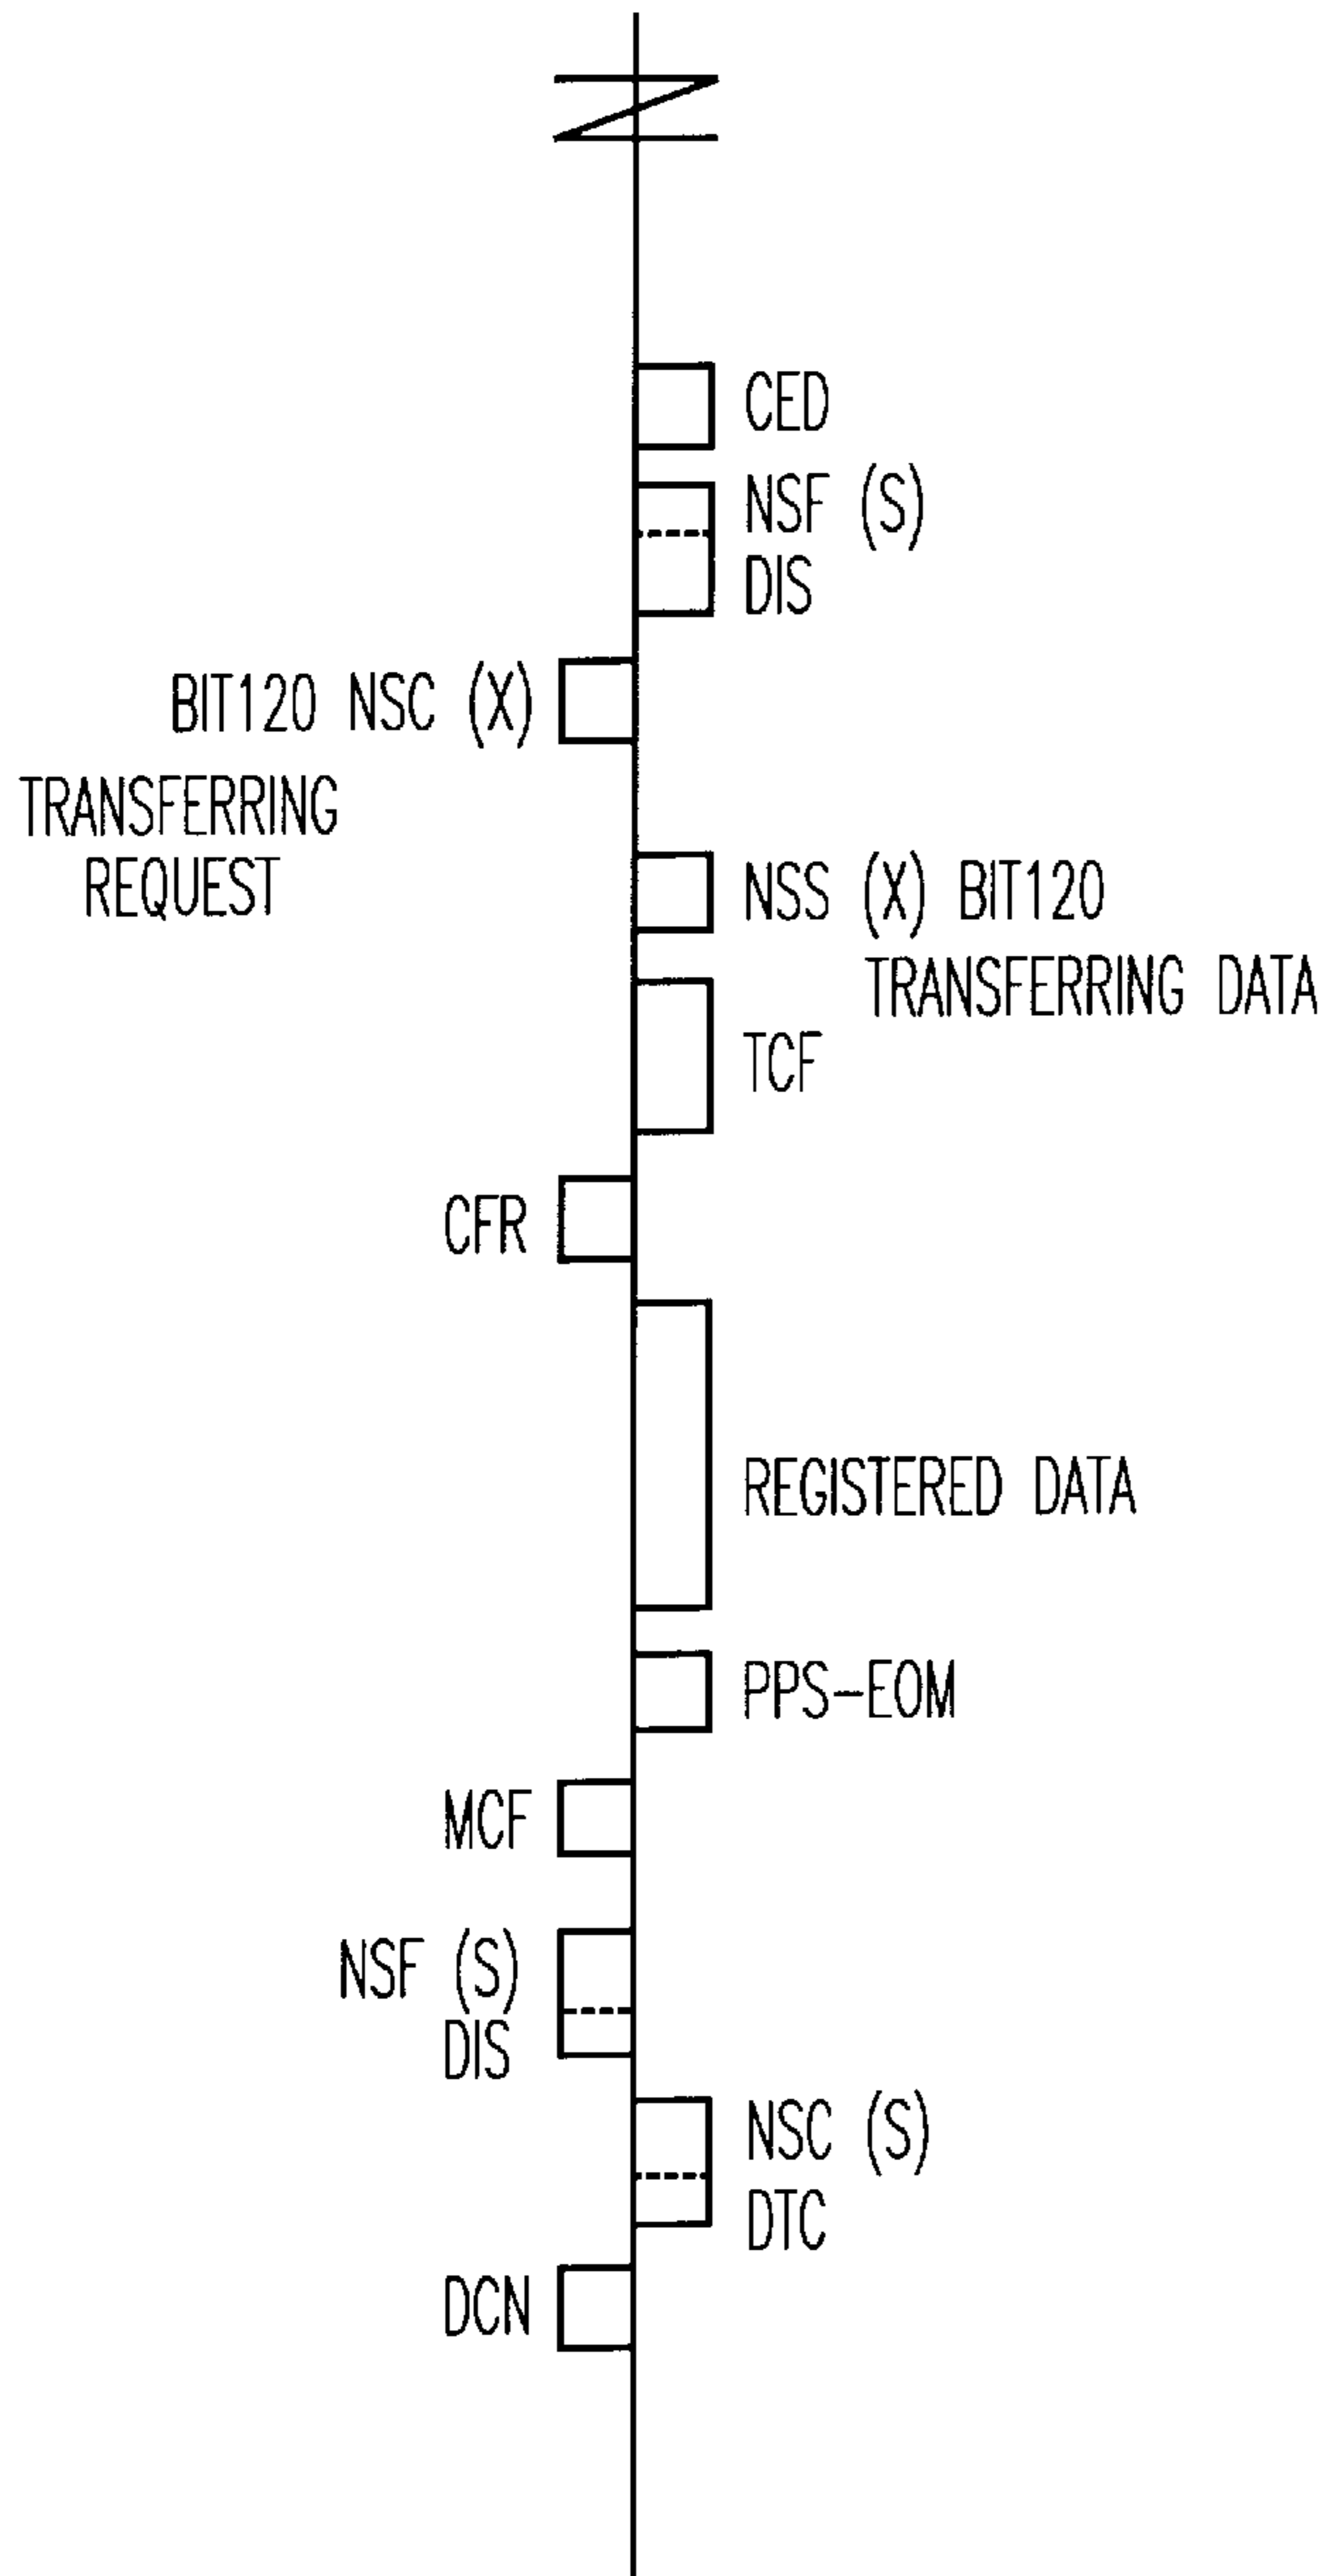 CED
NSF (S)
DIS
BIT120 NSC (X)
TRANSFERRING
REQUEST
NSS (X) BIT120
TRANSFERRING DATA
TCF
CFR
REGISTERED DATA
PPS-EOM
MCF
NSF (S)
DIS
NSC (S)
DTC
DCN